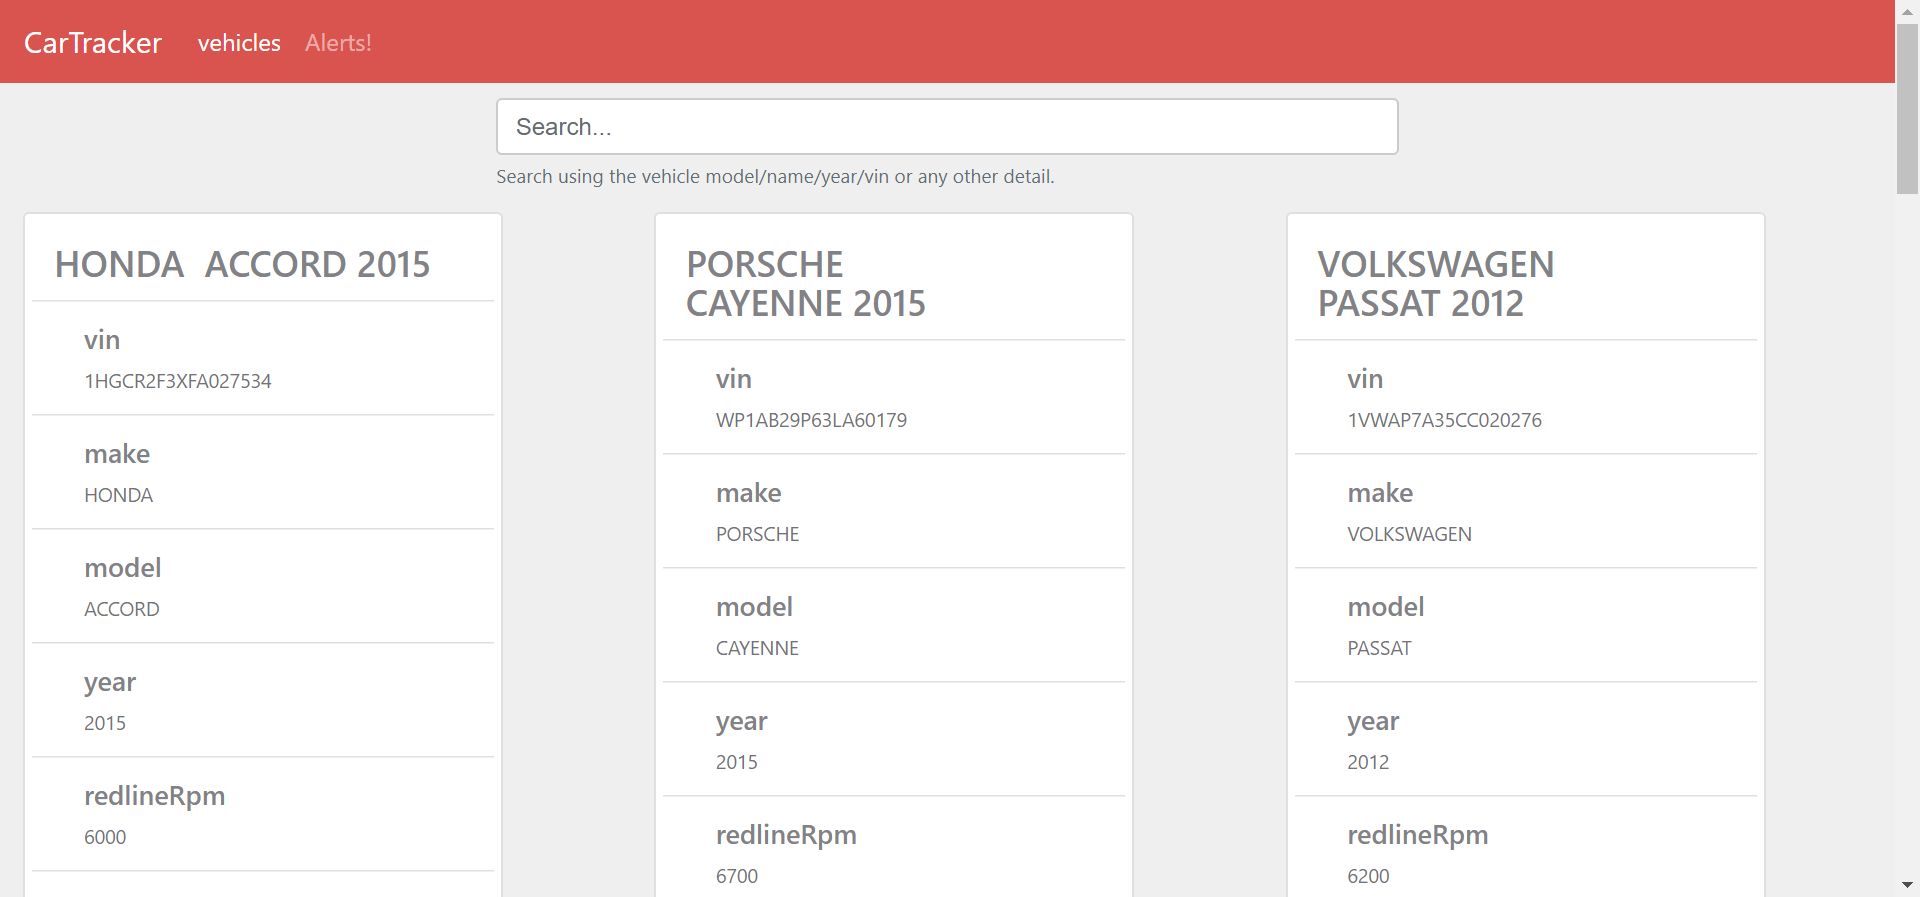 CarTracker vehicles Alerts!
Search...
Search using the vehicle model/name/year/vin or any other detail.
HONDA ACCORD 2015
vin
1HGCR2F3XFA027534
make
HONDA
model
ACCORD
year
2015
redlineRpm
6000
PORSCHE
CAYENNE 2015
vin
WP1AB29P63LA60179
make
PORSCHE
model
CAYENNE
year
2015
redlineRpm
6700
VOLKSWAGEN
PASSAT 2012
vin
1VWAP7A35CC020276
make
VOLKSWAGEN
model
PASSAT
year
2012
redlineRpm
6200